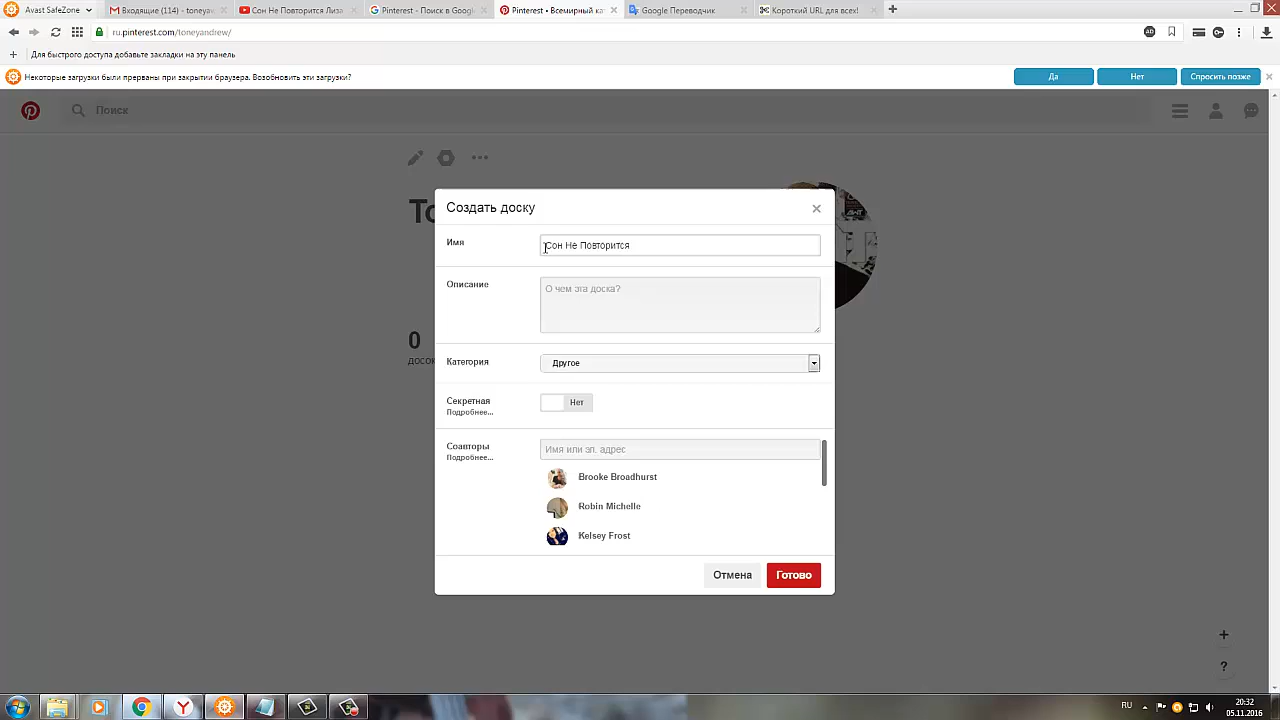 Avast SafeZone
Входящие (114) - toneyav
Сон Не Повторится Лиза
Pinterest - Поиск в Googl
Pinterest • Всемирный ка
Google Переводчик
Короткий URL для всех!
ru.pinterest.com/toneyandrew/
Для быстрого доступа добавьте закладки на эту панель
Некоторые загрузки были прерваны при закрытии браузера. Возобновить эти загрузки?
Да
Нет
Спросить позже
Поиск
To
0
ДОСОК
Создать доску
Имя
Сон Не Повторится
Описание
О чем эта доска?
Категория
Другое
Секретная
Подробнее...
Нет
Соавторы
Подробнее...
Имя или эл. адрес
Brooke Broadhurst
Robin Michelle
Kelsey Frost
Отмена
Готово
RU
20:32
05.11.2016